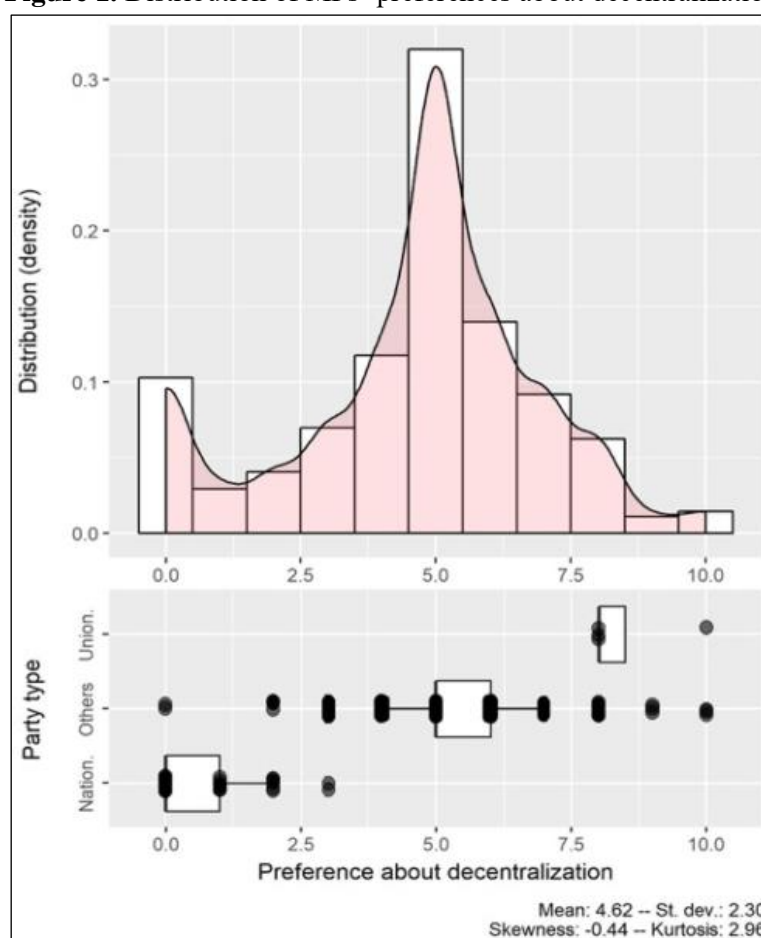 Distribution (density)
0.3
0.2
0.1
0.0
0.0 2.5 5.0 7.5 10.0
Party type
Union.
Others
Nation.
0.0 2.5 5.0 7.5 10.0
Preference about decentralization
Mean: 4.62 -- St. dev.: 2.30
Skewness: -0.44 -- Kurtosis: 2.96